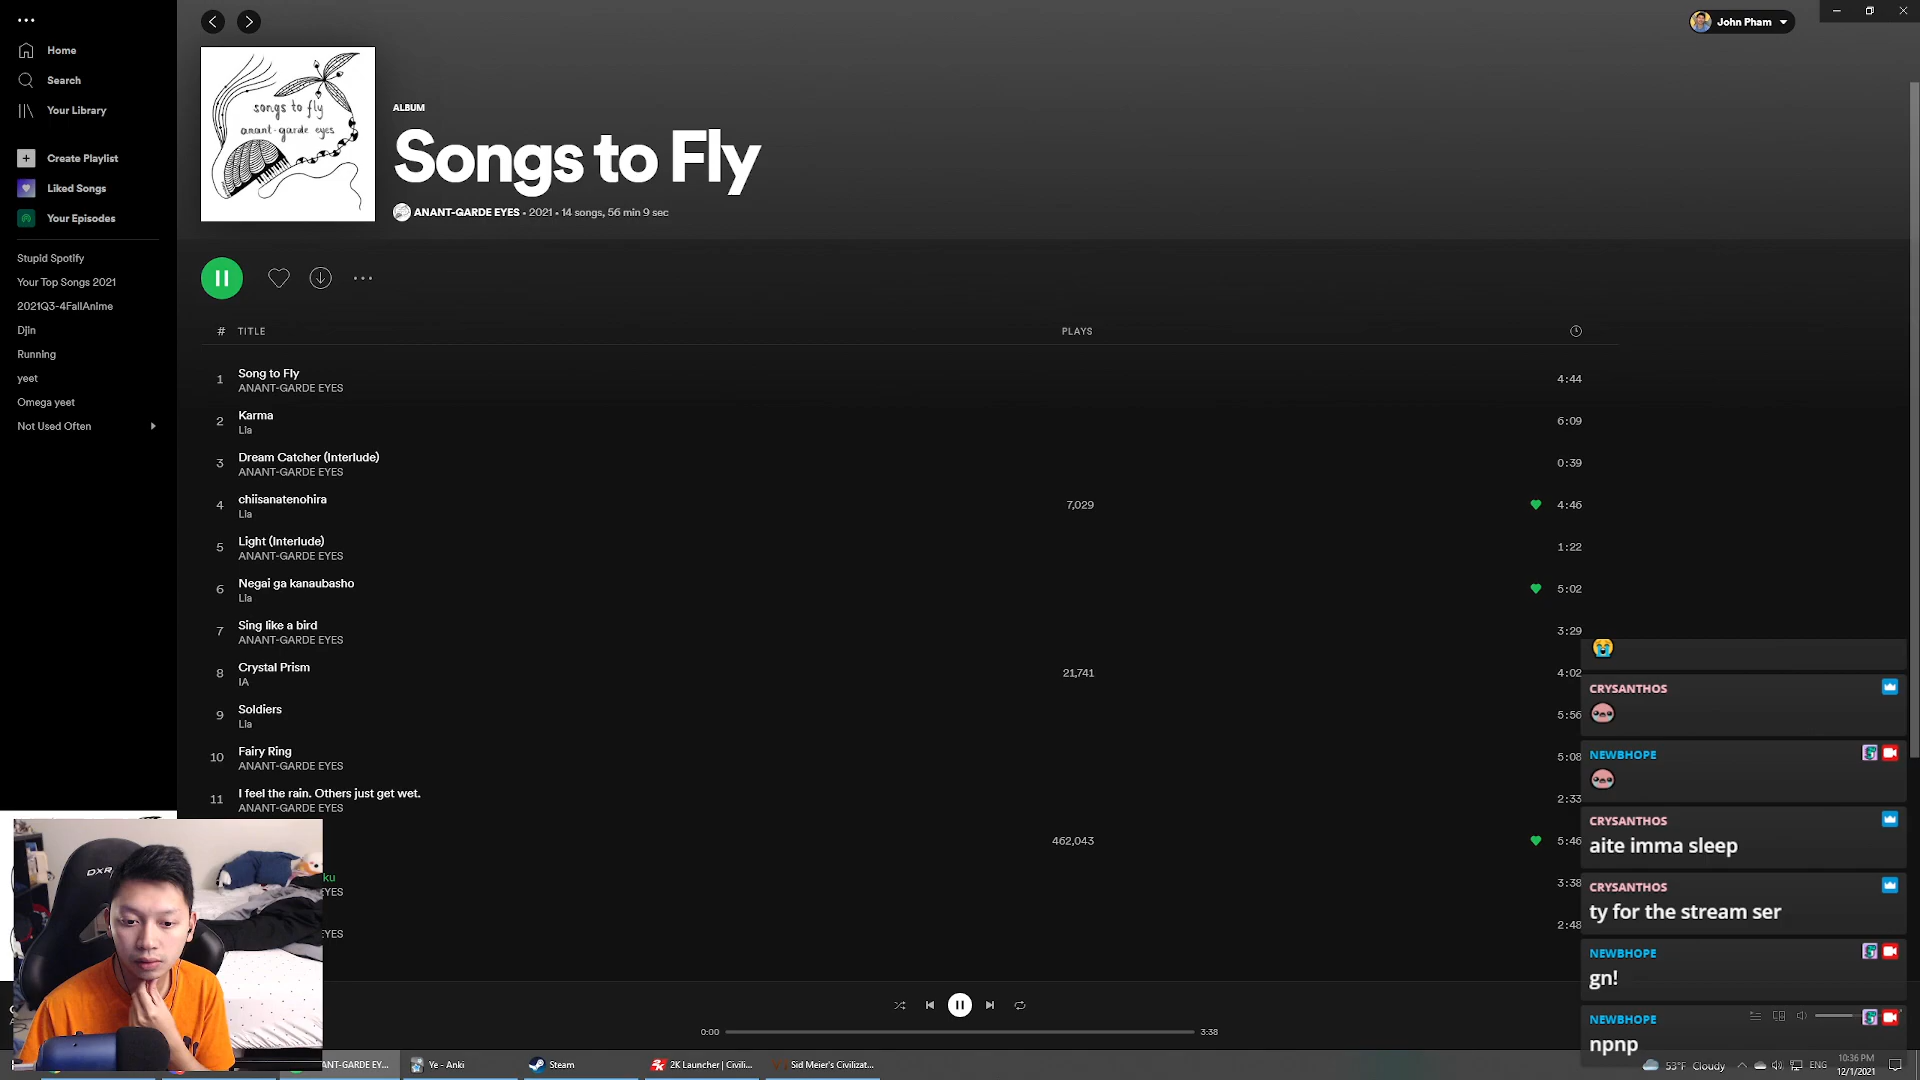 John Pham
Home
Search
Your Library
Create Playlist
Liked Songs
Your Episodes
Stupid Spotify
Your Top Songs 2021
2021Q3-4FallAnime
Djin
Running
yeet
Omega yeet
Not Used Often
songs to fly
anant-garde eyes
ALBUM
Songs to Fly
ANANT-GARDE EYES • 2021 • 14 songs, 56 min 9 sec
# TITLE PLAYS
1 Song to Fly 4:44
ANANT-GARDE EYES
2 Karma 6:09
Lia
3 Dream Catcher (Interlude) 0:39
ANANT-GARDE EYES
4 chiisanatenohira 7,029 4:46
Lia
5 Light (Interlude) 1:22
ANANT-GARDE EYES
6 Negai ga kanaubasho 5:02
Lia
7 Sing like a bird 3:29
ANANT-GARDE EYES
8 Crystal Prism 21,741 4:02
IA
9 Soldiers 5:56
Lia
10 Fairy Ring 5:08
ANANT-GARDE EYES
11 I feel the rain. Others just get wet. 2:33
ANANT-GARDE EYES
462,043 5:46
ku 3:38
YES
YES 2:48
CRYSANTHOS
NEWBHOPE
CRYSANTHOS
aite imma sleep
CRYSANTHOS
ty for the stream ser
NEWBHOPE
gn!
NEWBHOPE
npnp
DXR
0:00 3:38
ANT-GARDE EY...
Ye - Anki
Steam
2K Launcher | Civili...
Sid Meier's Civilizat...
53°F Cloudy
ENG
10:36 PM
12/1/2021